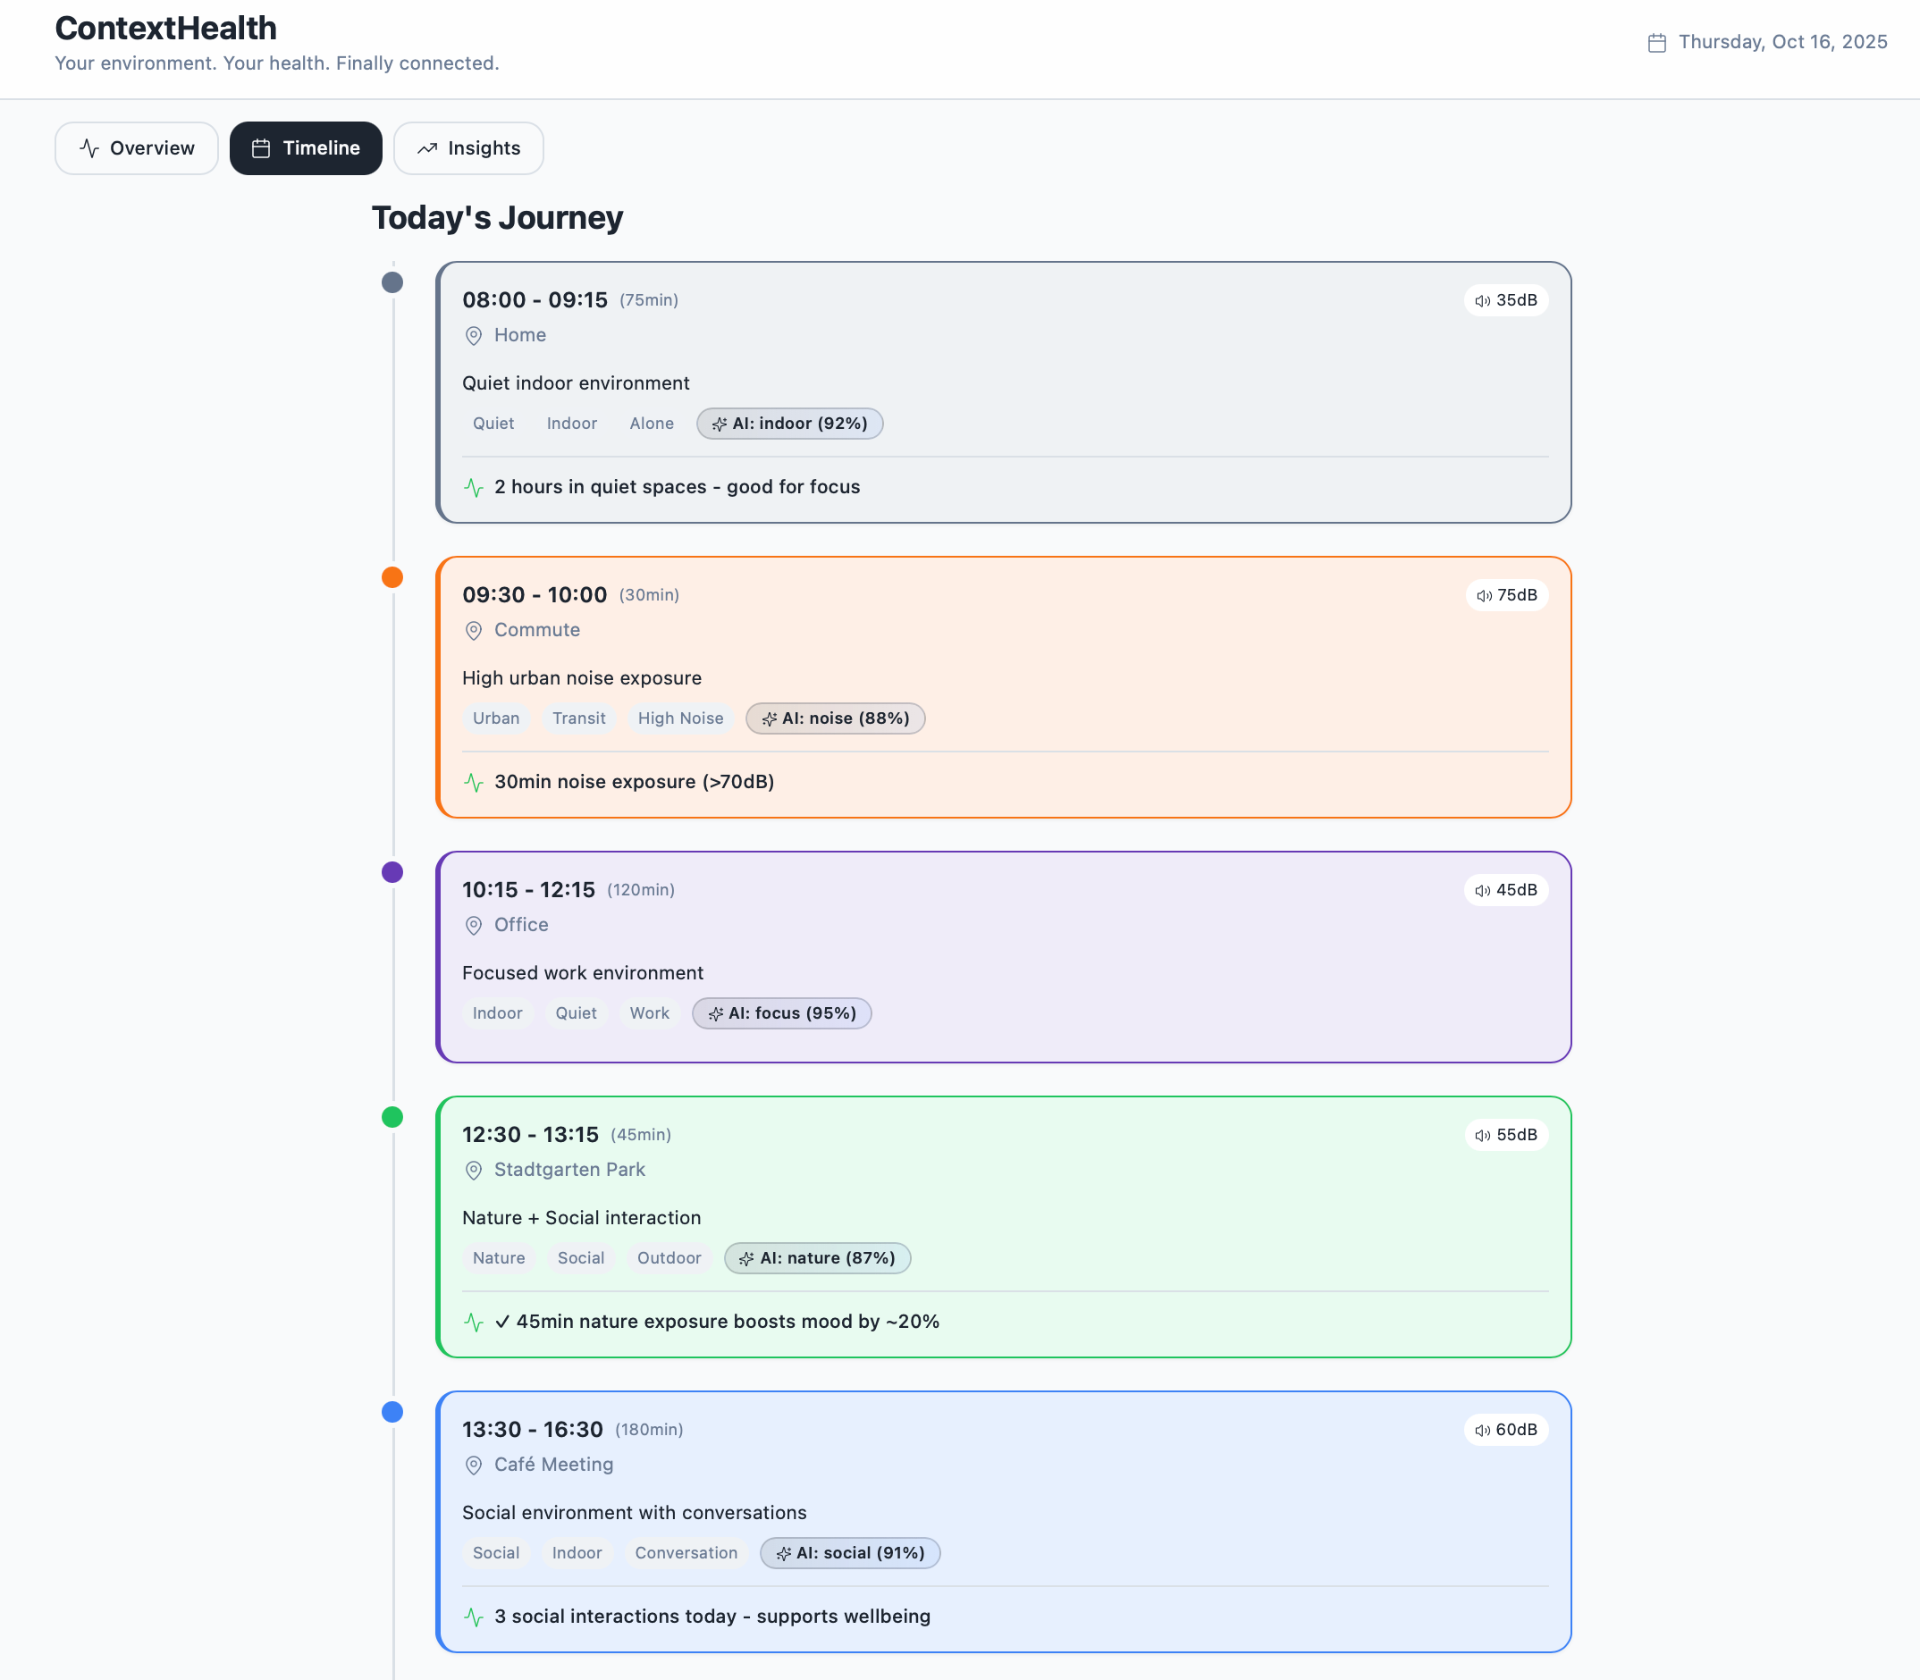 ContextHealth
Your environment. Your health. Finally connected.
Thursday, Oct 16, 2025
Overview
Timeline
Insights
Today's Journey
08:00 - 09:15 (75min)
35dB
Home
Quiet indoor environment
Quiet Indoor Alone AI: indoor (92%)
2 hours in quiet spaces - good for focus
09:30 - 10:00 (30min)
75dB
Commute
High urban noise exposure
Urban Transit High Noise AI: noise (88%)
30min noise exposure (>70dB)
10:15 - 12:15 (120min)
45dB
Office
Focused work environment
Indoor Quiet Work AI: focus (95%)
12:30 - 13:15 (45min)
55dB
Stadtgarten Park
Nature + Social interaction
Nature Social Outdoor AI: nature (87%)
✓ 45min nature exposure boosts mood by ~20%
13:30 - 16:30 (180min)
60dB
Café Meeting
Social environment with conversations
Social Indoor Conversation AI: social (91%)
3 social interactions today - supports wellbeing